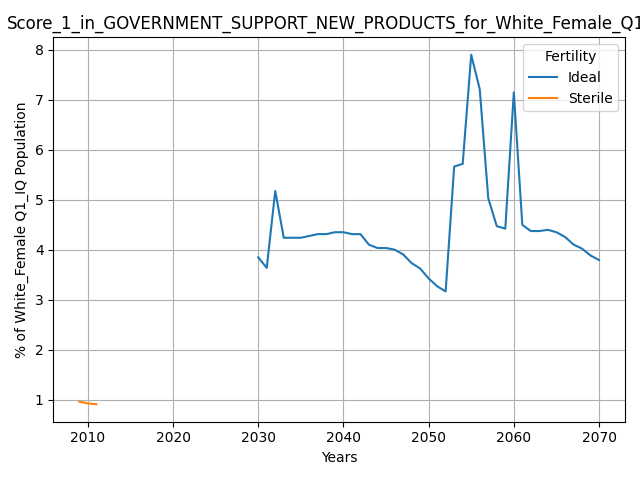 Score_1_in_GOVERNMENT_SUPPORT_NEW_PRODUCTS_for_White_Female_Q1
Fertility
Ideal
Sterile
% of White_Female Q1_IQ Population
8
7
6
5
4
3
2
1
2010 2020 2030 2040 2050 2060 2070
Years